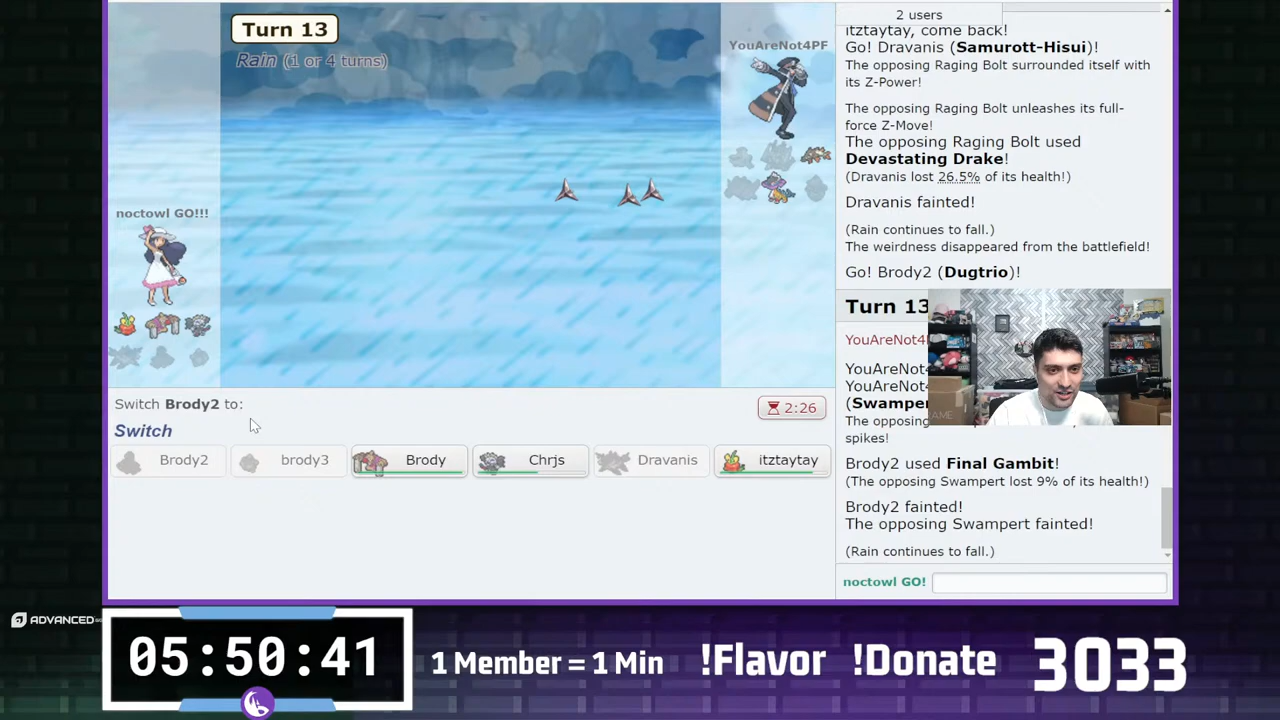 Turn 13
Rain (1 or 4 turns)
YouAreNot4PF
noctowl GO!!!
Switch Brody2 to:
2:26
Switch
Brody2
brody3
Brody
Chrjs
Dravanis
itztaytay
2 users
itztaytay, come back!
Go! Dravanis (Samurott-Hisui)!
The opposing Raging Bolt surrounded itself with
its Z-Power!
The opposing Raging Bolt unleashes its full-
force Z-Move!
The opposing Raging Bolt used
Devastating Drake!
(Dravanis lost 26.5% of its health!)
Dravanis fainted!
(Rain continues to fall.)
The weirdness disappeared from the battlefield!
Go! Brody2 (Dugtrio)!
Turn 13
YouAreNot4
YouAreNot4
YouAreNot4
(Swamper
The opposing
spikes!
Brody2 used Final Gambit!
(The opposing Swampert lost 9% of its health!)
Brody2 fainted!
The opposing Swampert fainted!
(Rain continues to fall.)
noctowl GO!
ADVANCED
05:50:41
1 Member = 1 Min
!Flavor
!Donate
3033